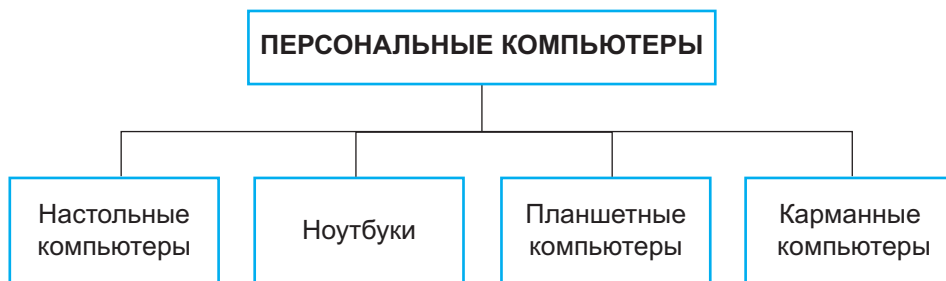 ПЕРСОНАЛЬНЫЕ КОМПЬЮТЕРЫ
Настольные
компьютеры
Ноутбуки
Планшетные
компьютеры
Карманные
компьютеры